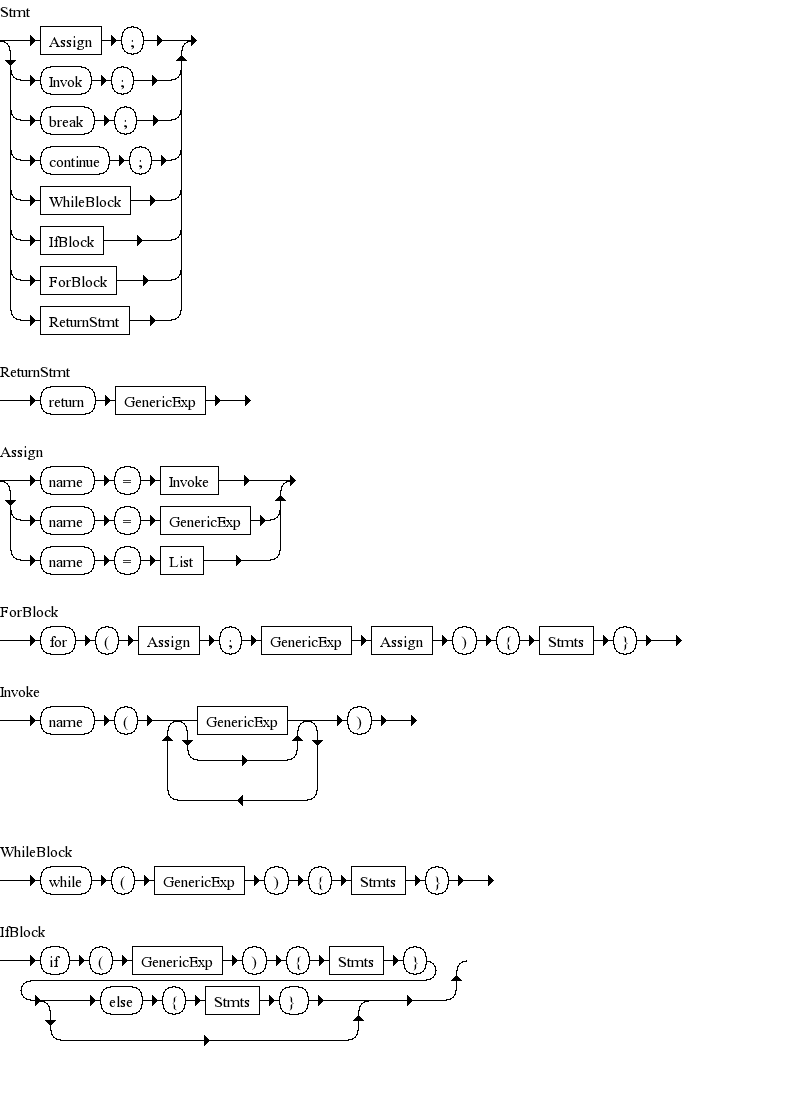 Stmt
Assign ;
Invok ;
break ;
continue ;
WhileBlock
IfBlock
ForBlock
ReturnStmt
ReturnStmt
return GenericExp
Assign
name = Invoke
name = GenericExp
name = List
ForBlock
for ( Assign ; GenericExp Assign ) { Stmts }
Invoke
name ( GenericExp )
WhileBlock
while ( GenericExp ) { Stmts }
IfBlock
if ( GenericExp ) { Stmts }
else { Stmts }